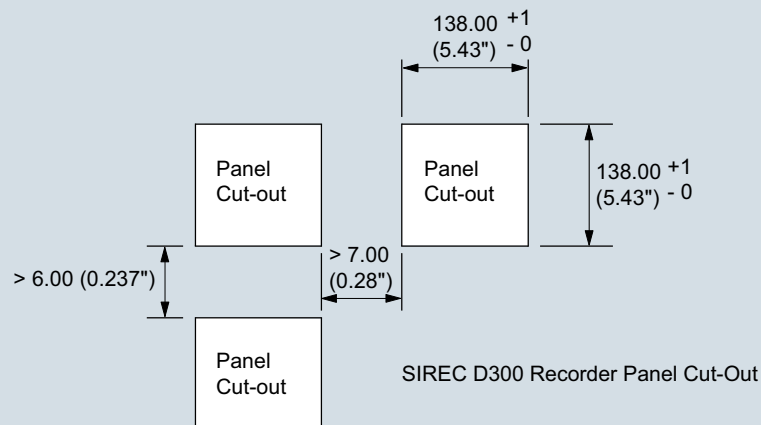 138.00 +1
(5.43") - 0
Panel
Cut-out
Panel
Cut-out
138.00 +1
(5.43") - 0
> 6.00 (0.237")
> 7.00
(0.28")
Panel
Cut-out
SIREC D300 Recorder Panel Cut-Out